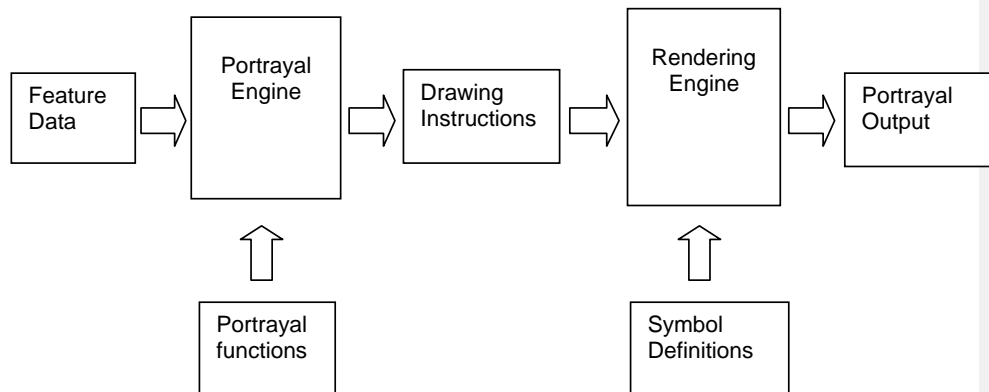 Feature
Data
Portrayal
Engine
Drawing
Instructions
Rendering
Engine
Portrayal
Output
Portrayal
functions
Symbol
Definitions